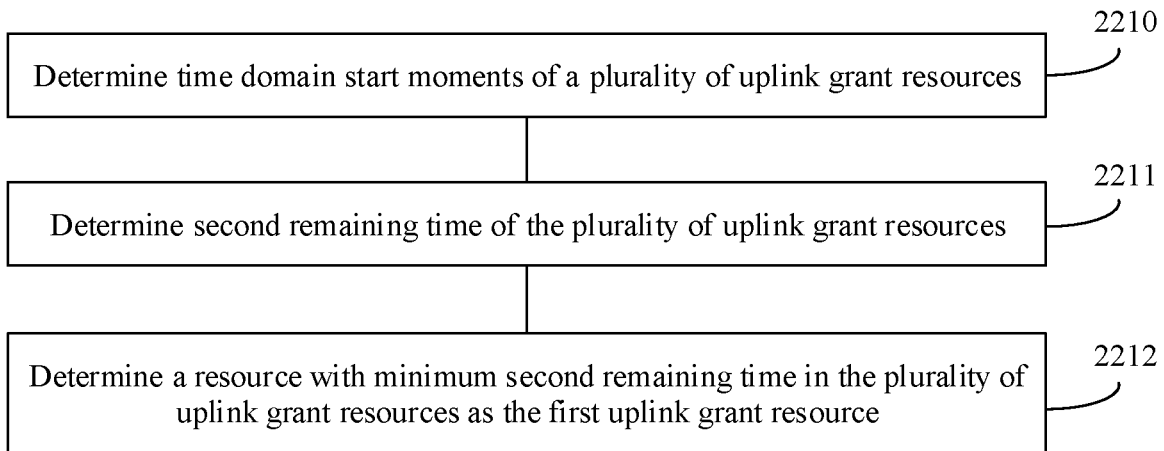 2210
Determine time domain start moments of a plurality of uplink grant resources
2211
Determine second remaining time of the plurality of uplink grant resources
2212
Determine a resource with minimum second remaining time in the plurality of
uplink grant resources as the first uplink grant resource